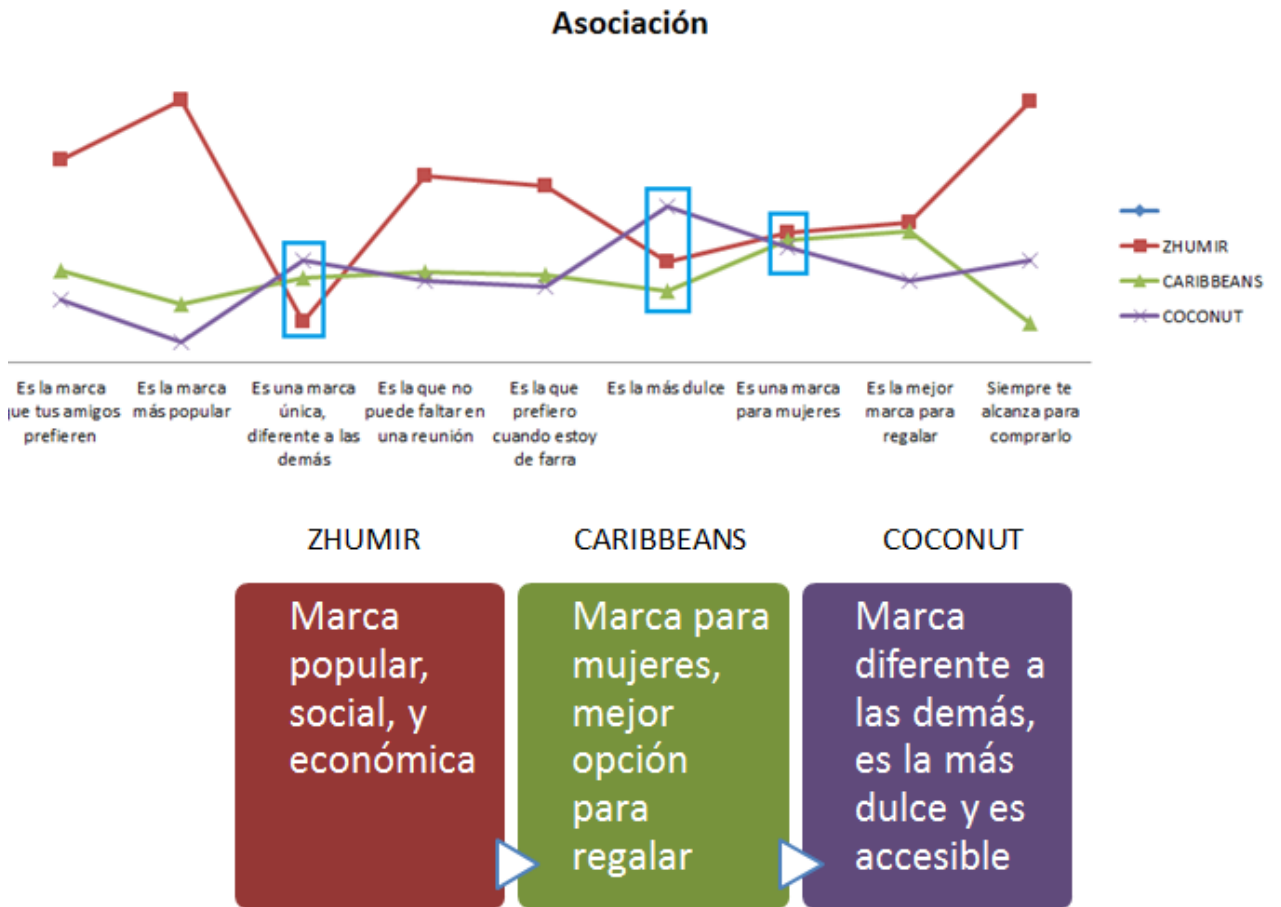 Asociación
ZHUMIR
CARIBBEANS
COCONUT
Es la marca
que tus amigos
prefieren
Es la marca
más popular
Es una marca
única,
diferente a las
demás
Es la que no
puede faltar en
una reunión
Es la que
prefiero
cuando estoy
de farra
Es la más dulce
Es una marca
para mujeres
Es la mejor
marca para
regalar
Siempre te
alcanza para
comprarlo
ZHUMIR
CARIBBEANS
COCONUT
Marca
popular,
social, y
económica
Marca para
mujeres,
mejor
opción
para
regalar
Marca
diferente a
las demás,
es la más
dulce y es
accesible